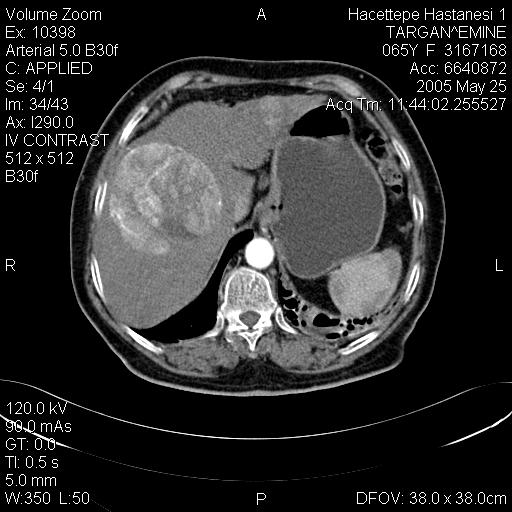 Volume Zoom
Ex: 10398
Arterial 5.0 B30f
C: APPLIED
Se: 4/1
Im: 34/43
Ax: I290.0
IV CONTRAST
512 x 512
B30f
A
Hacettepe Hastanesi 1
TARGAN^EMINE
065Y F 3167168
Acc: 6640872
2005 May 25
Acq Tm: 11:44:02.255527
R
L
120.0 kV
90.0 mAs
GT: 0.0
TI: 0.5 s
5.0 mm
W:350 L:50
P
DFOV: 38.0 x 38.0cm